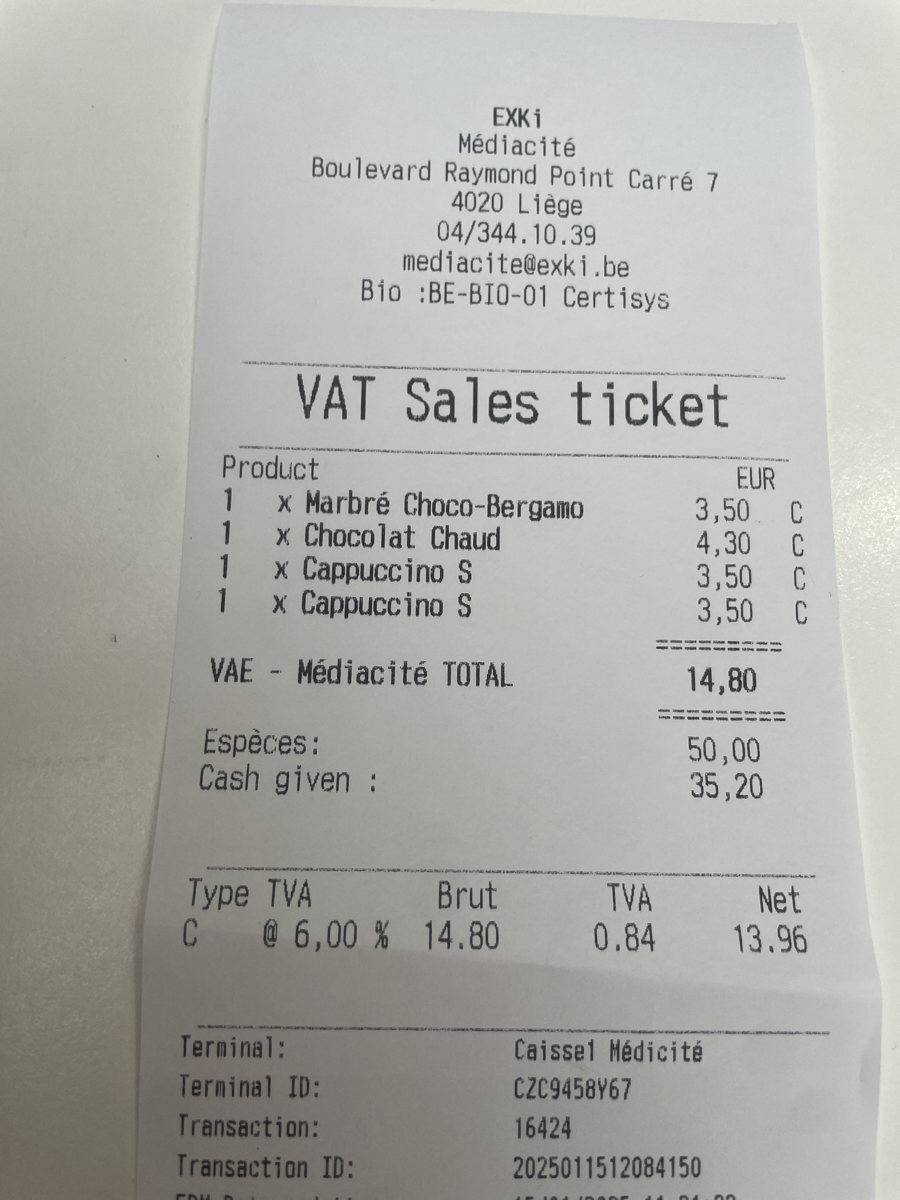 EXKi
Médiacité
Boulevard Raymond Point Carré 7
4020 Liège
04/344.10.39
mediacite@exki.be
Bio :BE-BIO-01 Certisys
VAT Sales ticket
Product EUR
1 x Marbré Choco-Bergamo 3,50 C
1 x Chocolat Chaud 4,30 C
1 x Cappuccino S 3,50 C
1 x Cappuccino S 3,50 C
=========
VAE - Médiacité TOTAL 14,80
=========
Espèces: 50,00
Cash given : 35,20
Type TVA Brut TVA Net
C @ 6,00 % 14.80 0.84 13.96
Terminal: Caisse1 Médicité
Terminal ID: CZC9458Y67
Transaction: 16424
Transaction ID: 2025011512084150